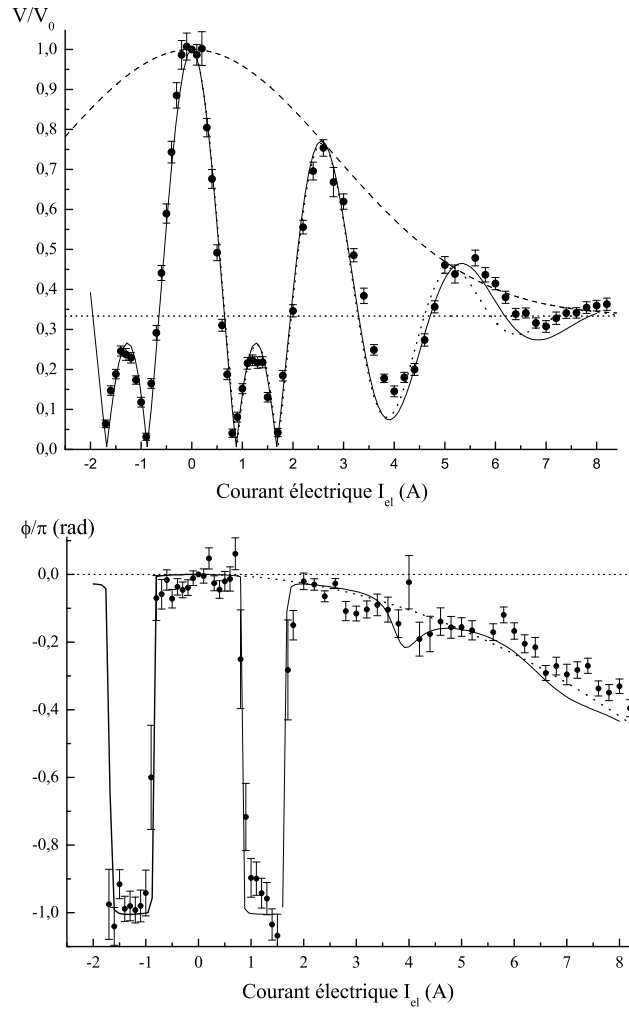 V/V0
1,0
0,9
0,8
0,7
0,6
0,5
0,4
0,3
0,2
0,1
0,0
-2 -1 0 1 2 3 4 5 6 7 8
Courant électrique Iel (A)
ϕ/π (rad)
0,0
-0,2
-0,4
-0,6
-0,8
-1,0
-2 -1 0 1 2 3 4 5 6 7 8
Courant électrique Iel (A)